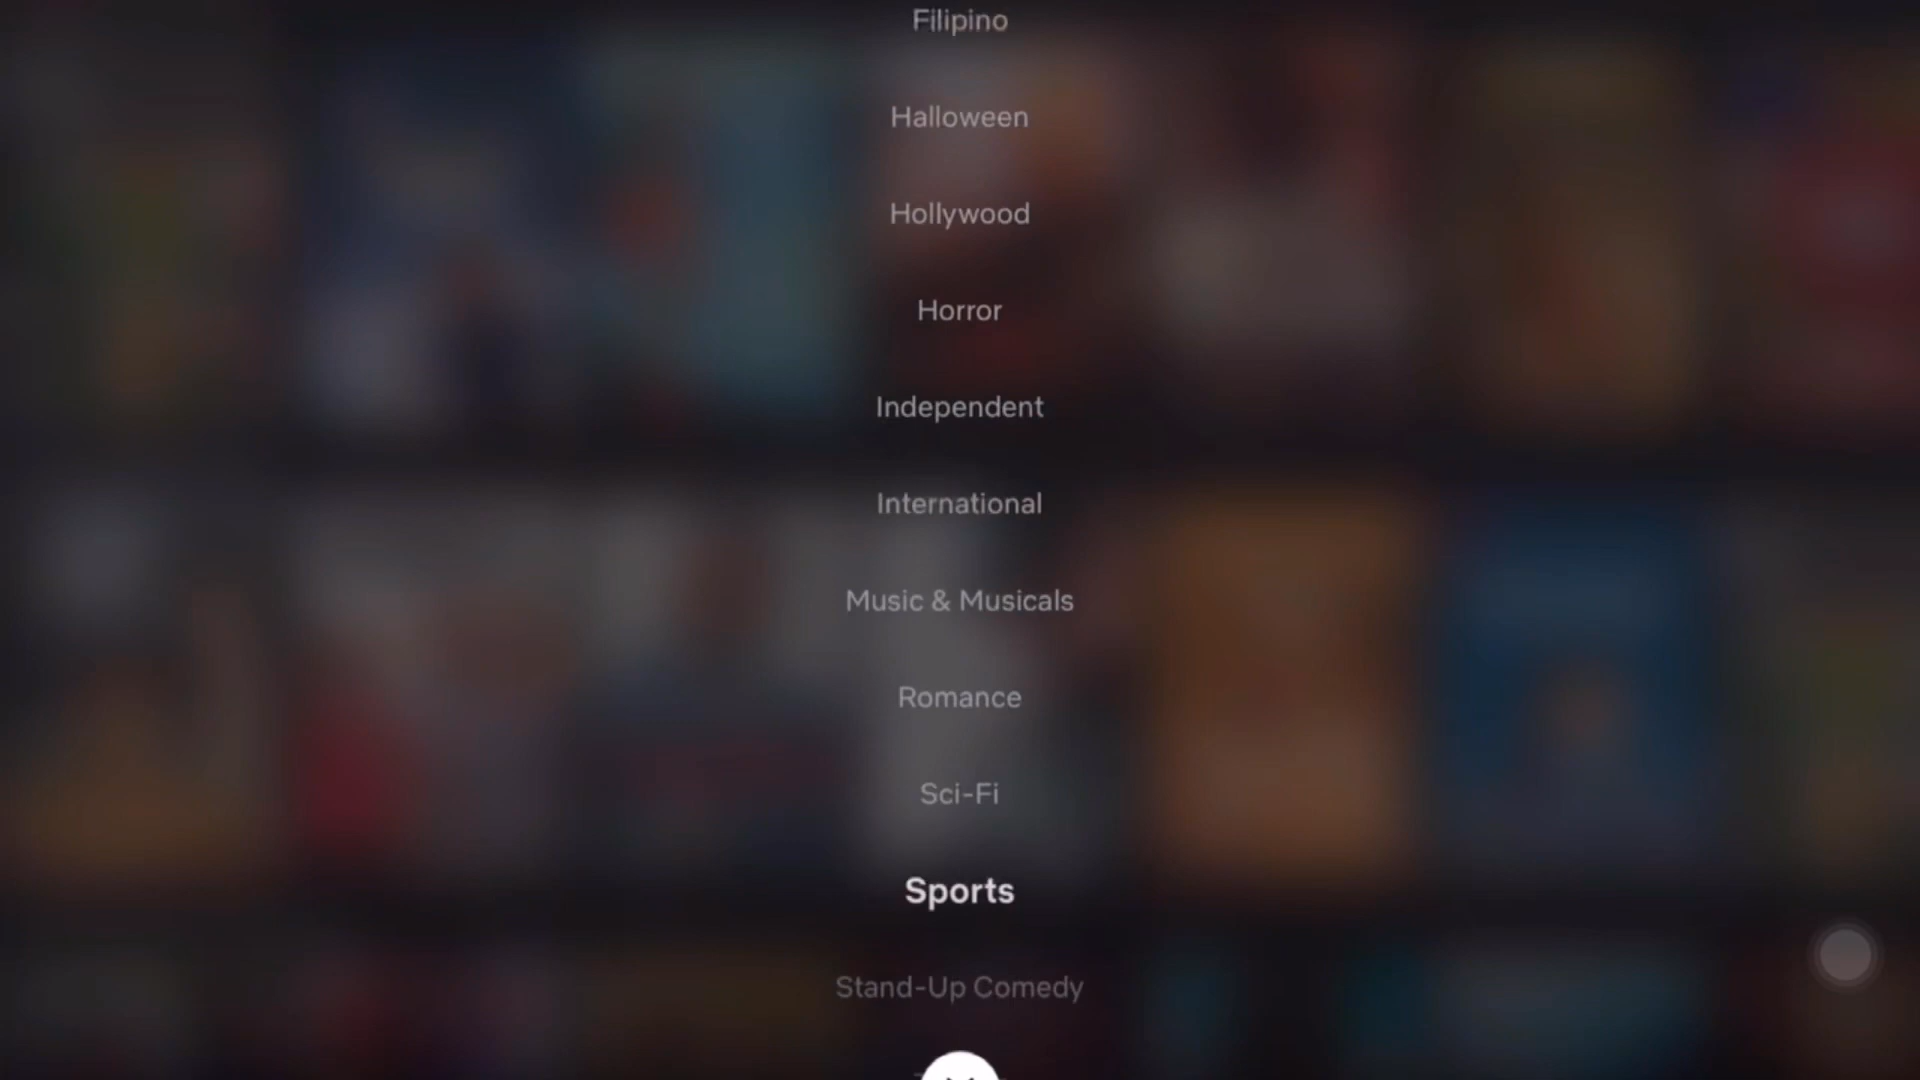 Filipino
Halloween
Hollywood
Horror
Independent
International
Music & Musicals
Romance
Sci-Fi
Sports
Stand-Up Comedy